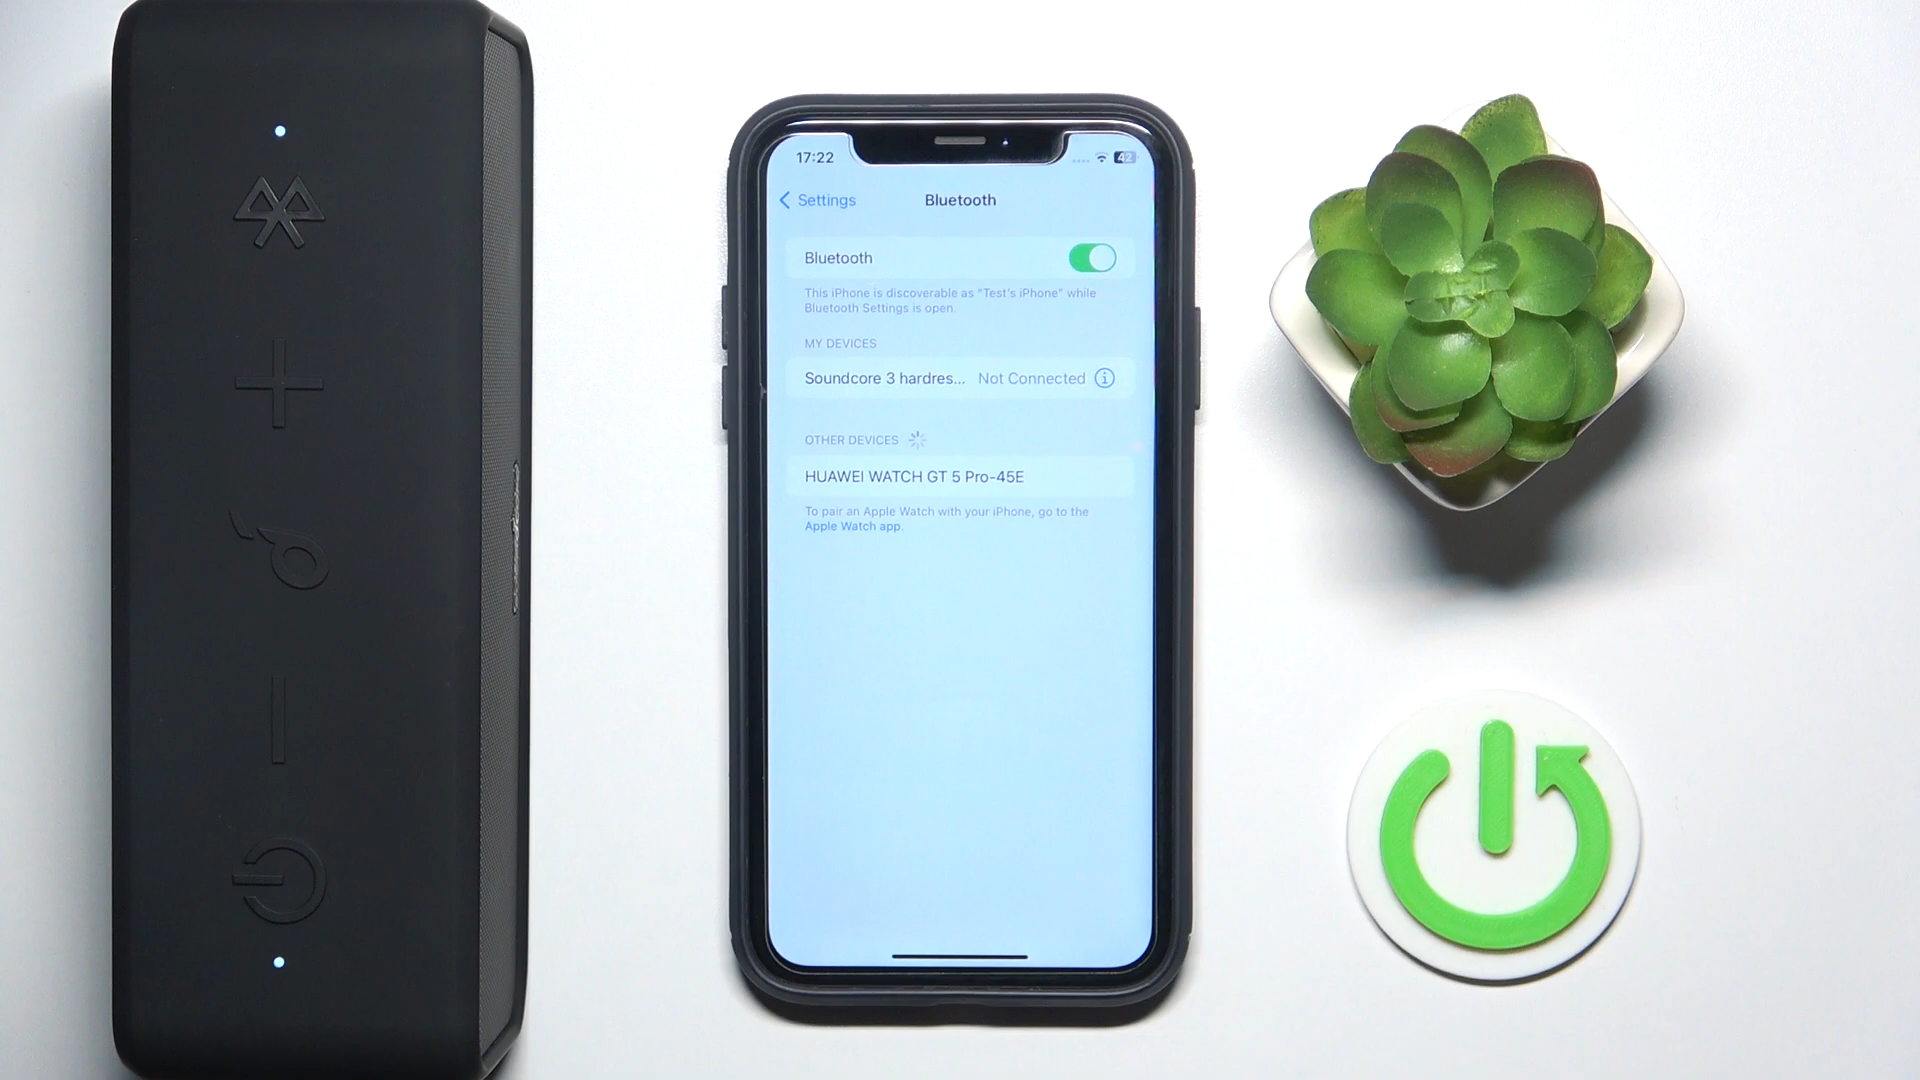 17:22
42
Settings
Bluetooth
Bluetooth
This iPhone is discoverable as "Test's iPhone" while
Bluetooth Settings is open.
MY DEVICES
Soundcore 3 hardres... Not Connected
OTHER DEVICES
HUAWEI WATCH GT 5 Pro-45E
To pair an Apple Watch with your iPhone, go to the
Apple Watch app.